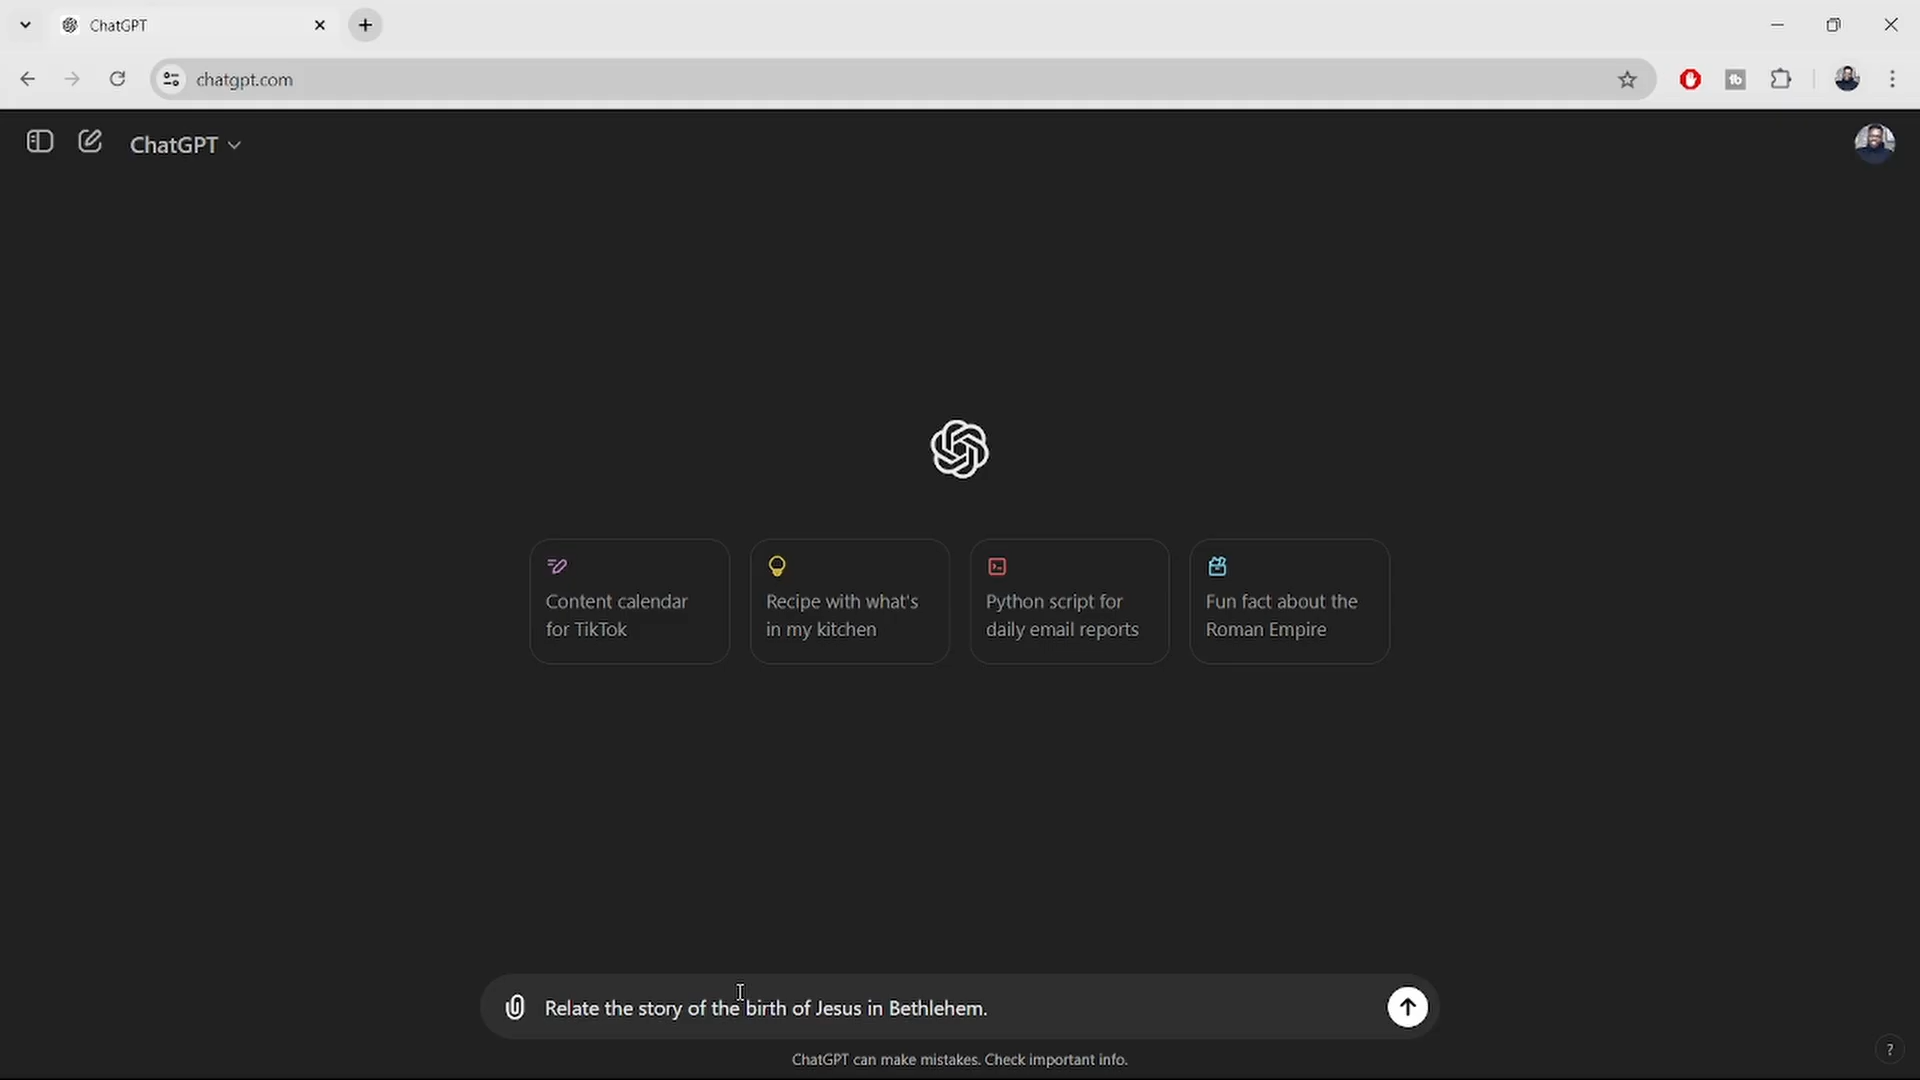 ChatGPT
chatgpt.com
ChatGPT
Content calendar
for TikTok
Recipe with what's
in my kitchen
Python script for
daily email reports
Fun fact about the
Roman Empire
Relate the story of the birth of Jesus in Bethlehem.
ChatGPT can make mistakes. Check important info.
?